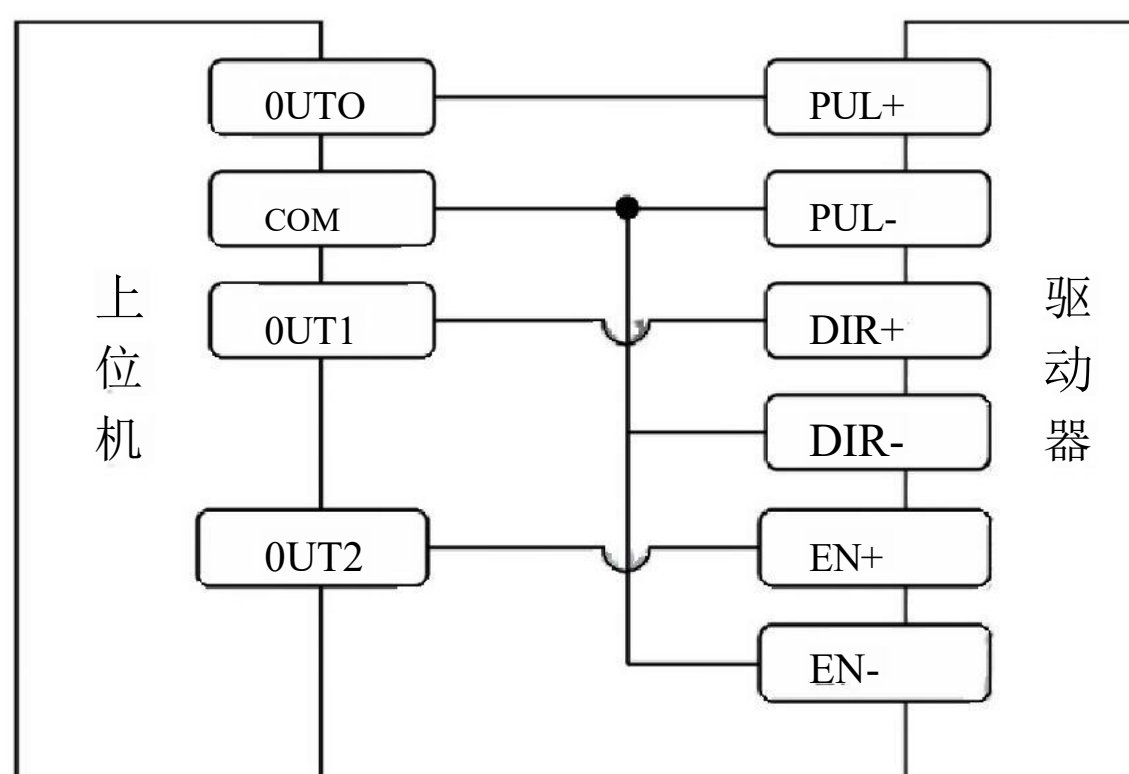 0UTO
PUL+
COM
PUL-
0UT1
DIR+
DIR-
0UT2
EN+
EN-
上位机
驱动器